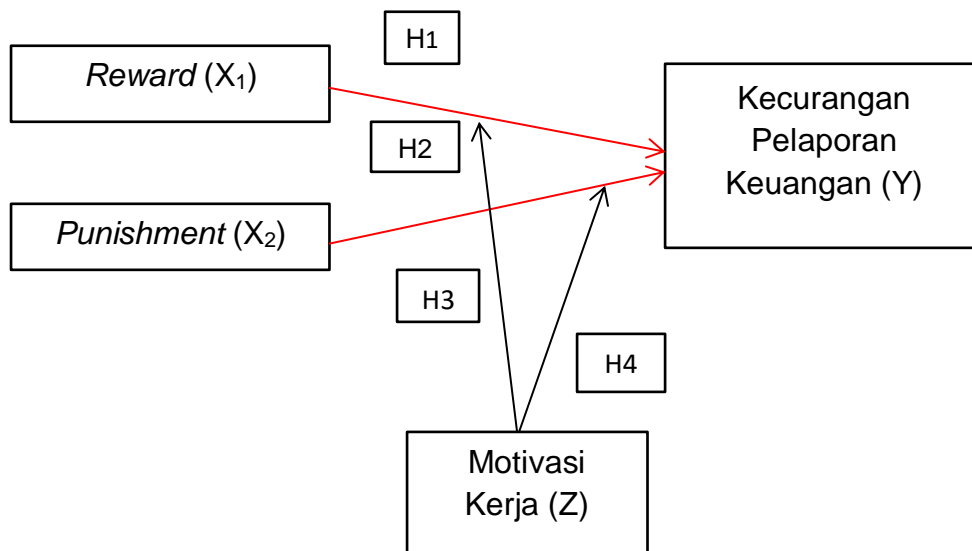 H1
Reward (X₁)
Kecurangan
Pelaporan
Keuangan (Y)
H2
Punishment (X₂)
H3
H4
Motivasi
Kerja (Z)